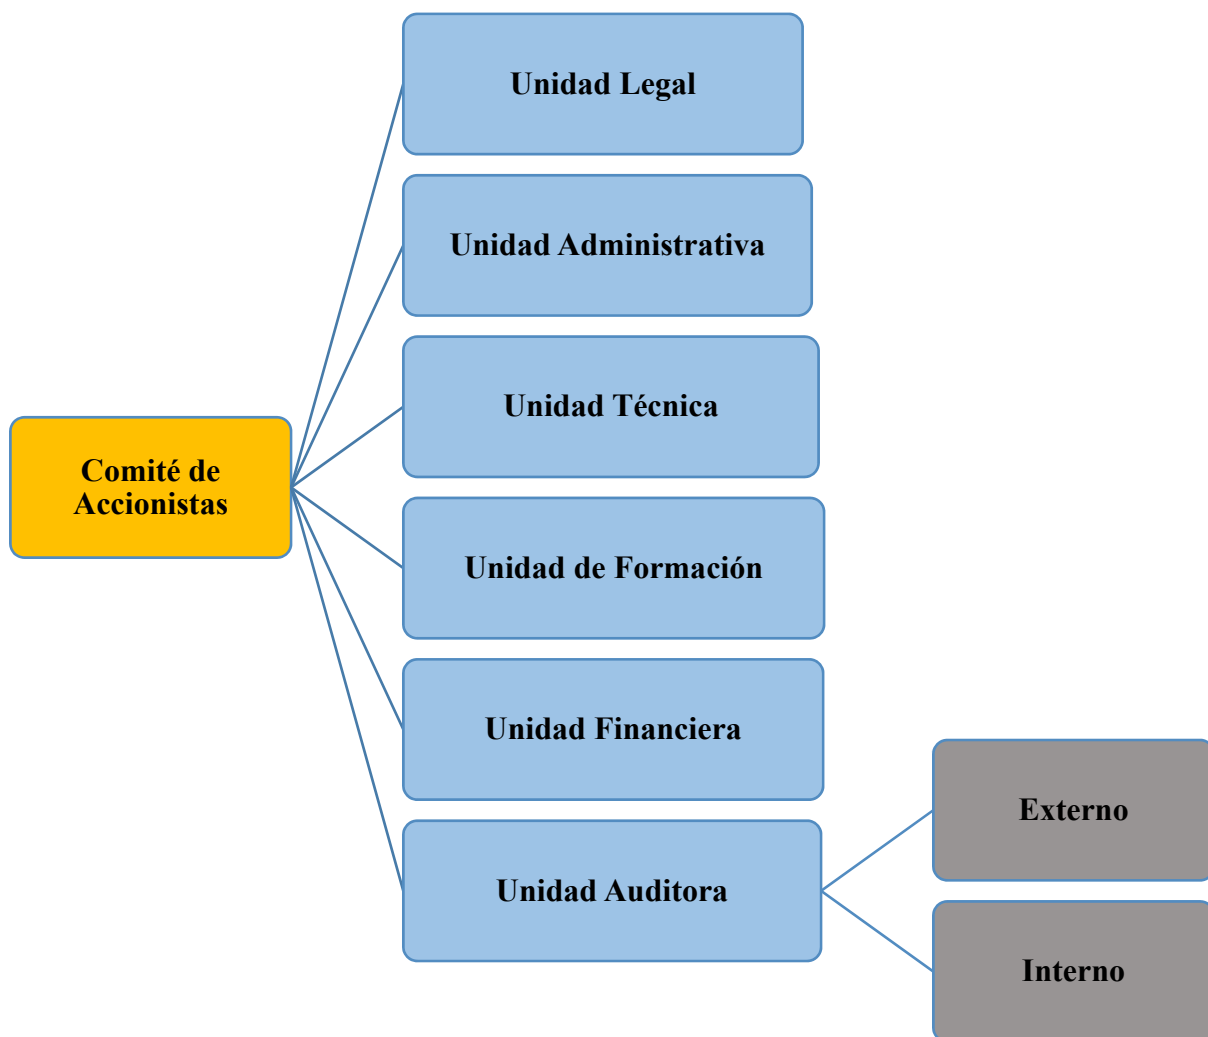 Unidad Legal
Unidad Administrativa
Unidad Técnica
Comité de
Accionistas
Unidad de Formación
Unidad Financiera
Externo
Unidad Auditora
Interno